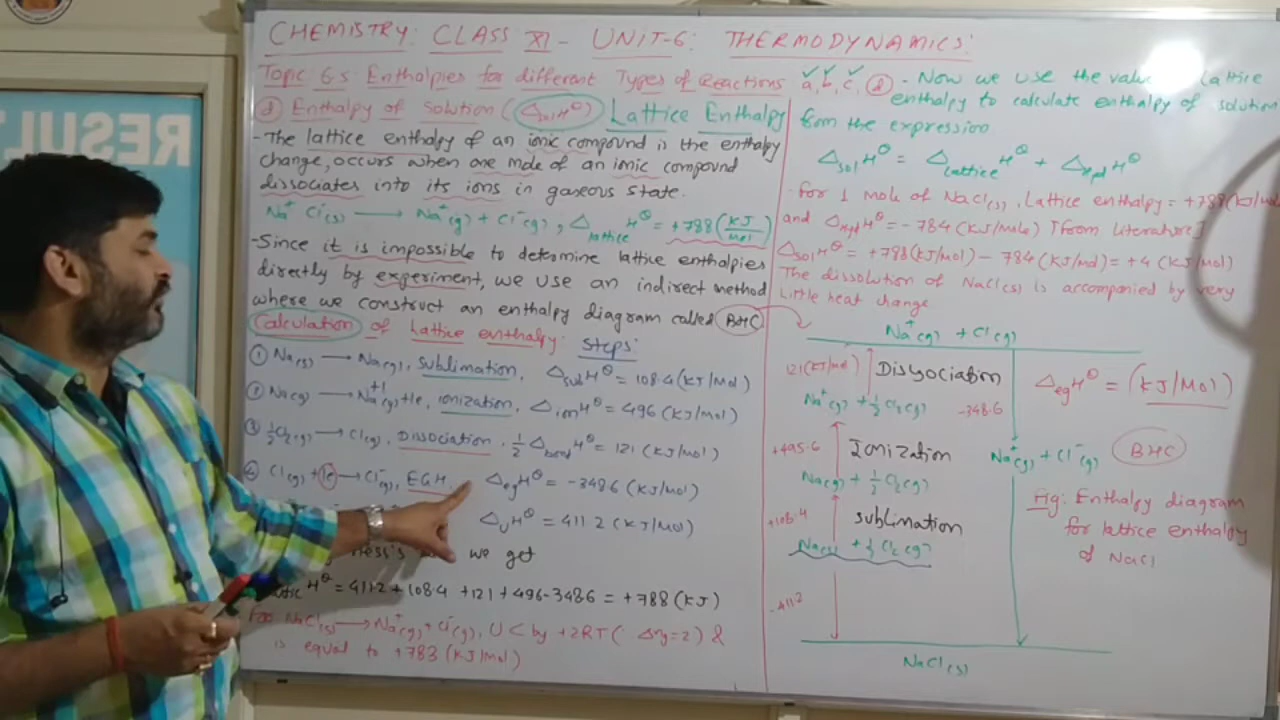 CHEMISTRY: CLASS XI - UNIT-6: THERMODYNAMICS:
Topic 6.5: Enthalpies for different Types of Reactions a, b, c, d
d) Enthalpy of solution (ΔsolH⊖) Lattice Enthalpy
- The lattice enthalpy of an ionic compound is the enthalpy
change, occurs when one mole of an ionic compound
dissociates into its ions in gaseous state.
Na+ Cl-(s) → Na+(g) + Cl-(g), ΔlatticeH⊖ = +788 (KJ/mol)
- Since it is impossible to determine lattice enthalpies
directly by experiment, we use an indirect method
where we construct an enthalpy diagram called BHC
Calculation of Lattice enthalpy: Steps:
① Na(s) → Na(g), Sublimation, ΔsubH⊖ = 108.4 (KJ/Mol)
② Na(g) → Na+1(g) + 1e, ionization, ΔionH⊖ = 496 (KJ/Mol)
③ ½Cl2(g) → Cl(g), Dissociation, ½ΔbondH⊖ = 121 (KJ/mol)
④ Cl(g) + 1e → Cl-(g), EGH, ΔegH⊖ = -348.6 (KJ/mol)
H⊖ = 411.2 (KJ/mol)
we get
H⊖ = 411.2 + 108.4 + 121 + 496 - 348.6 = +788 (KJ)
For NaCl(s) → Na+(g) + Cl-(g), U < by +2RT (Δng = 2) &
is equal to +783 (KJ/mol)
- Now we use the Lattice
enthalpy to calculate enthalpy of solution
from the expression
ΔsolH⊖ = ΔlatticeH⊖ + ΔhydH⊖
- For 1 mole of NaCl(s), Lattice enthalpy = +788 (KJ/mol
and ΔhydH⊖ = -784 (KJ/mole) [From literature]
ΔsolH⊖ = +788 (KJ/mol) - 784 (KJ/mol) = +4 (KJ/mol)
The dissolution of NaCl(s) is accompanied by very
little heat change
Na+(g) + Cl(g)
121 (KJ/mol) Dissociation
ΔegH⊖ = (KJ/Mol)
Na+(g) + ½Cl2(g) -348.6
+495.6 Ionization
Na+(g) + Cl-(g) BHC
Na(g) + ½Cl2(g)
Fig: Enthalpy diagram
for lattice enthalpy
of NaCl
+108.4 Sublimation
Na(s) + ½Cl2(g)
-411.2
NaCl(s)